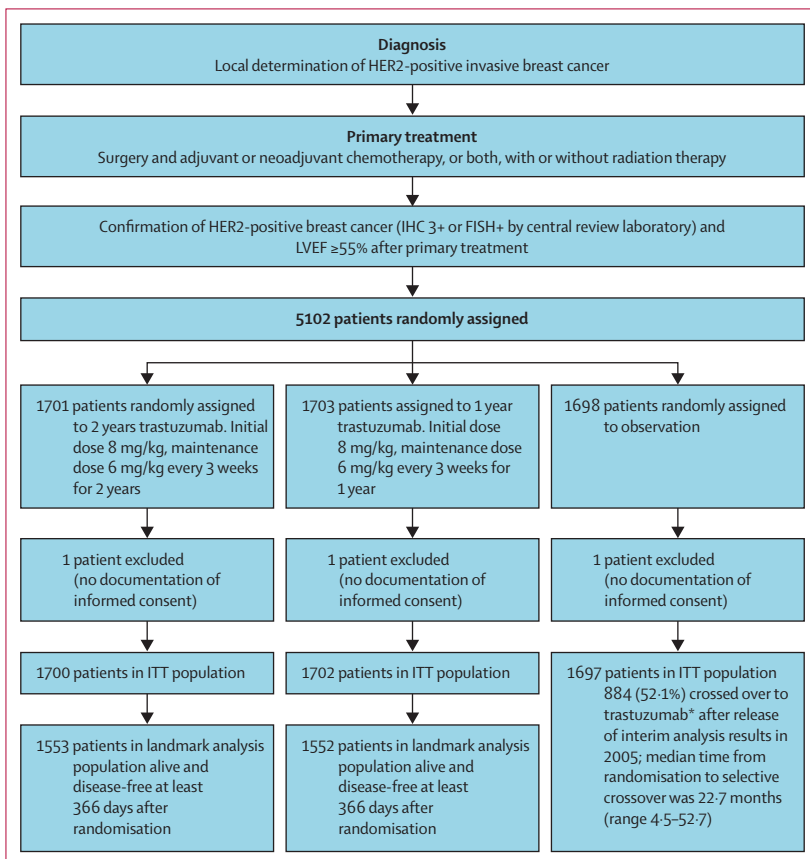 Diagnosis
Local determination of HER2-positive invasive breast cancer
Primary treatment
Surgery and adjuvant or neoadjuvant chemotherapy, or both, with or without radiation therapy
Confirmation of HER2-positive breast cancer (IHC 3+ or FISH+ by central review laboratory) and
LVEF ≥55% after primary treatment
5102 patients randomly assigned
1701 patients randomly assigned
to 2 years trastuzumab. Initial
dose 8 mg/kg, maintenance
dose 6 mg/kg every 3 weeks
for 2 years
1703 patients assigned to 1 year
trastuzumab. Initial dose
8 mg/kg, maintenance dose
6 mg/kg every 3 weeks for
1 year
1698 patients randomly assigned
to observation
1 patient excluded
(no documentation of
informed consent)
1 patient excluded
(no documentation of
informed consent)
1 patient excluded
(no documentation of
informed consent)
1700 patients in ITT population
1702 patients in ITT population
1697 patients in ITT population
884 (52·1%) crossed over to
trastuzumab* after release
of interim analysis results in
2005; median time from
randomisation to selective
crossover was 22·7 months
(range 4·5–52·7)
1553 patients in landmark analysis
population alive and
disease-free at least
366 days after
randomisation
1552 patients in landmark analysis
population alive and
disease-free at least
366 days after
randomisation